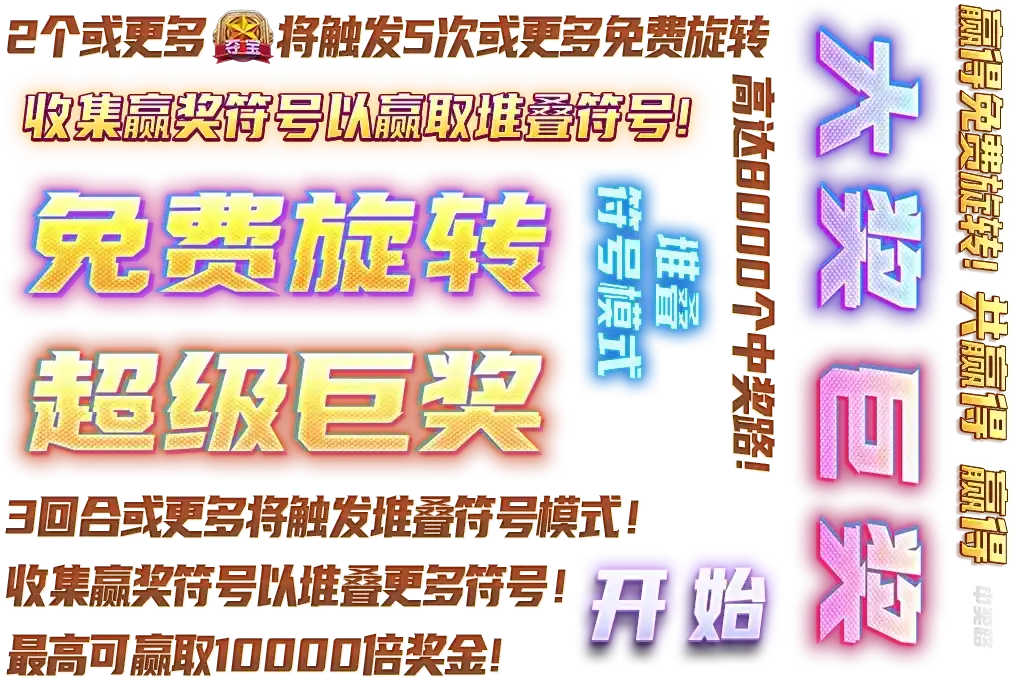 2个或更多夺宝将触发5次或更多免费旋转
收集赢奖符号以赢取堆叠符号!
免费旋转
超级巨奖
3回合或更多将触发堆叠符号模式!
收集赢奖符号以堆叠更多符号!
最高可赢取10000倍奖金!
堆叠
符号模式
开始
高达8000个中奖路!
大奖
巨奖
赢得免费旋转!
共赢得
赢得
中奖路